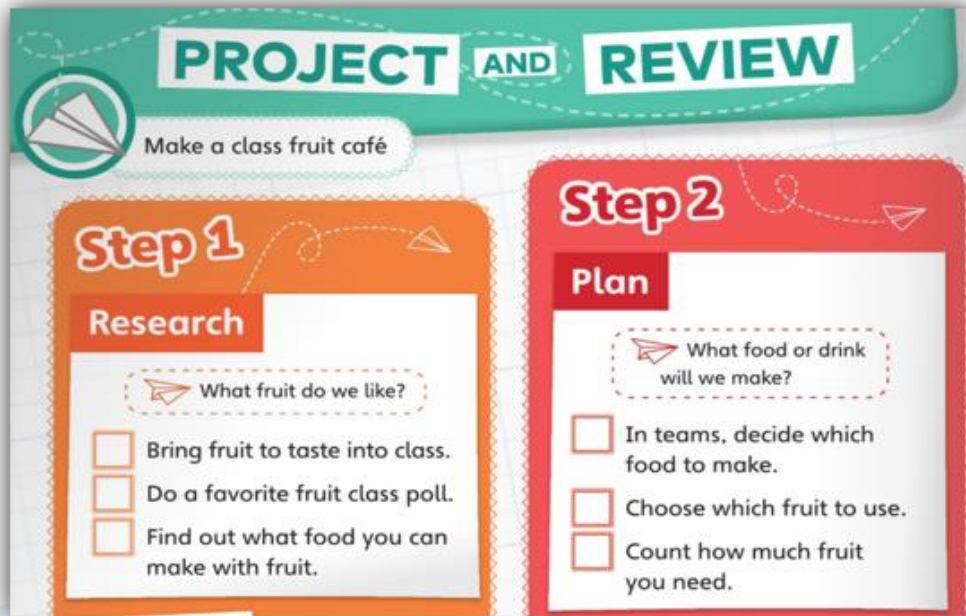 PROJECT AND REVIEW
Make a class fruit café
Step 1
Research
What fruit do we like?
Bring fruit to taste into class.
Do a favorite fruit class poll.
Find out what food you can
make with fruit.
Step 2
Plan
What food or drink
will we make?
In teams, decide which
food to make.
Choose which fruit to use.
Count how much fruit
you need.